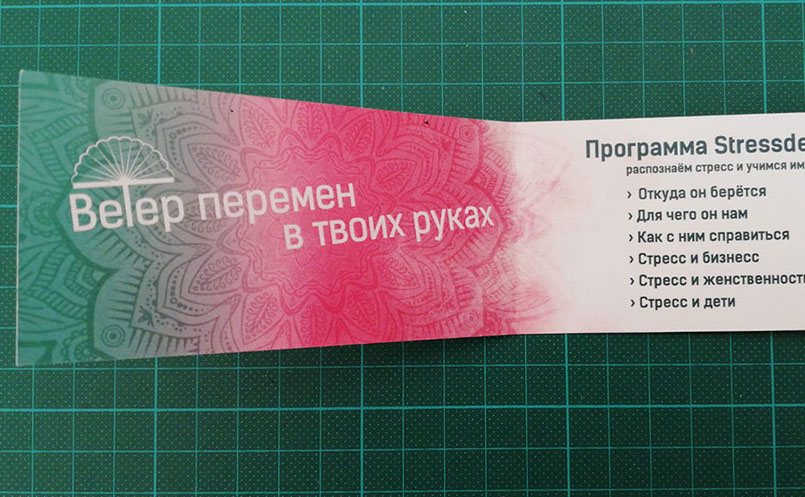 Ветер перемен
в твоих руках
Программа Stressde
распознаём стресс и учимся им
› Откуда он берётся
› Для чего он нам
› Как с ним справиться
› Стресс и бизнесс
› Стресс и женственност
› Стресс и дети